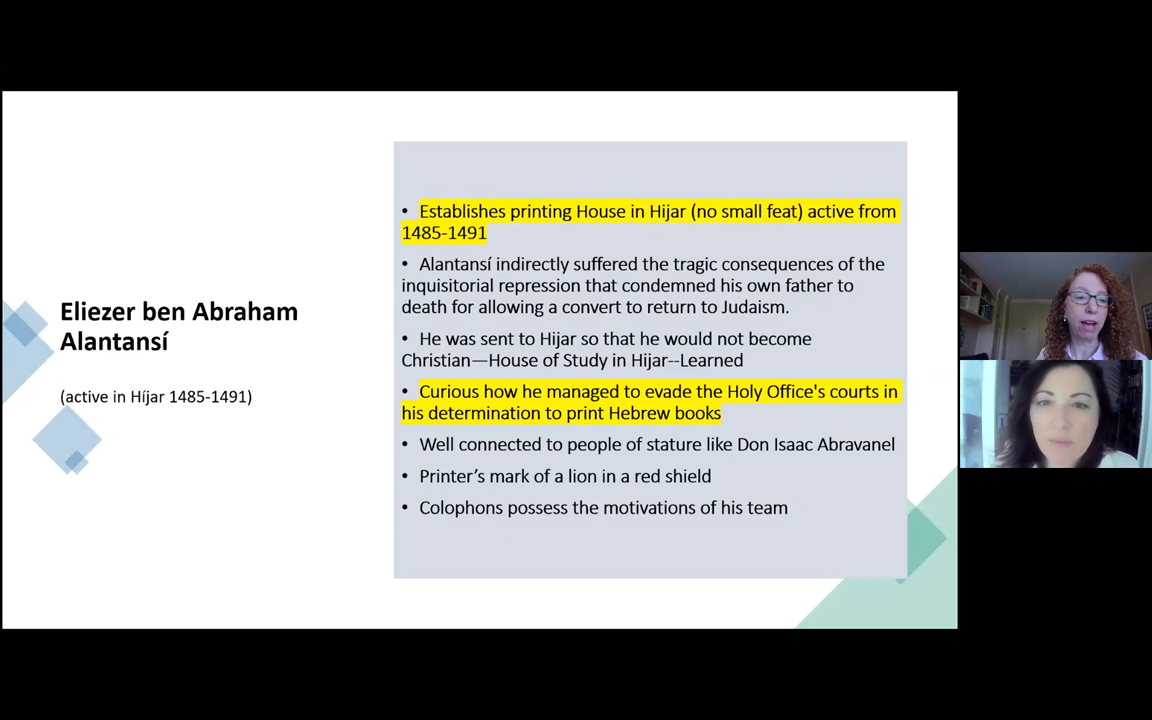 Eliezer ben Abraham
Alantansí
(active in Híjar 1485-1491)
• Establishes printing House in Hijar (no small feat) active from
1485-1491
• Alantansí indirectly suffered the tragic consequences of the
inquisitorial repression that condemned his own father to
death for allowing a convert to return to Judaism.
• He was sent to Hijar so that he would not become
Christian—House of Study in Hijar--Learned
• Curious how he managed to evade the Holy Office's courts in
his determination to print Hebrew books
• Well connected to people of stature like Don Isaac Abravanel
• Printer’s mark of a lion in a red shield
• Colophons possess the motivations of his team